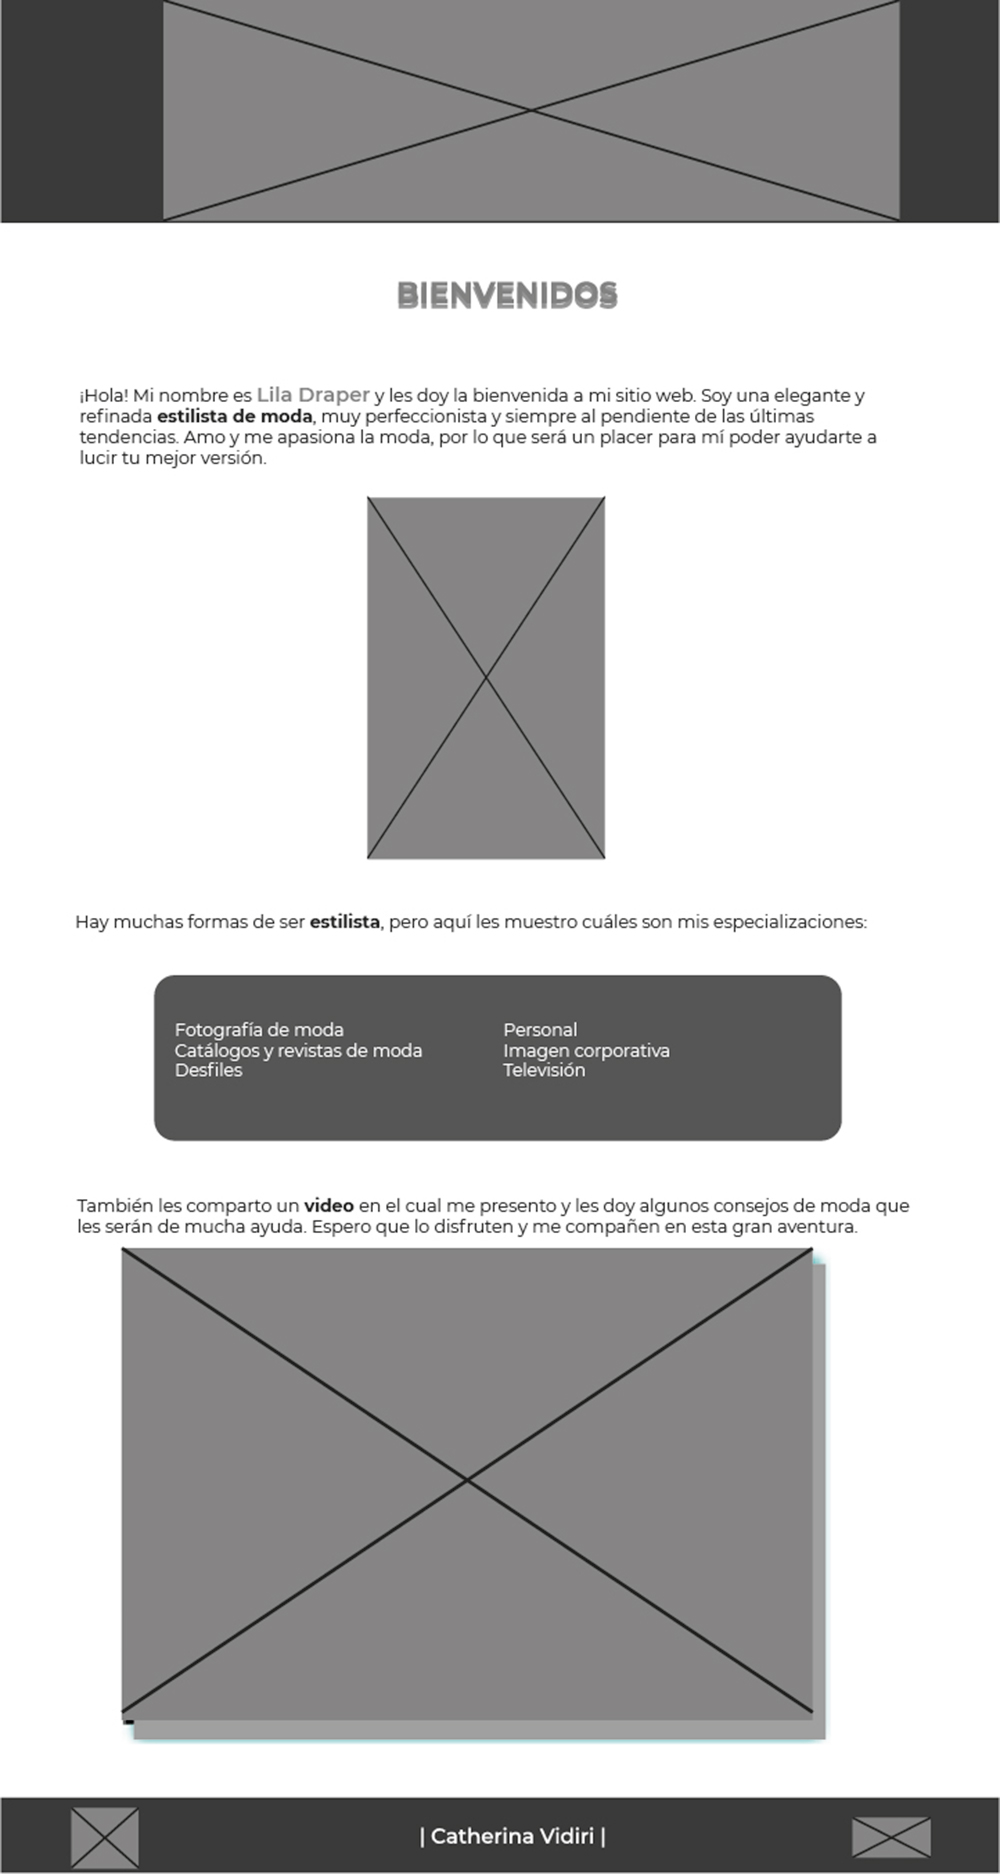 BIENVENIDOS
¡Hola! Mi nombre es Lila Draper y les doy la bienvenida a mi sitio web. Soy una elegante y
refinada estilista de moda, muy perfeccionista y siempre al pendiente de las últimas
tendencias. Amo y me apasiona la moda, por lo que será un placer para mí poder ayudarte a
lucir tu mejor versión.
Hay muchas formas de ser estilista, pero aquí les muestro cuáles son mis especializaciones:
Fotografía de moda
Catálogos y revistas de moda
Desfiles
Personal
Imagen corporativa
Televisión
También les comparto un video en el cual me presento y les doy algunos consejos de moda que
les serán de mucha ayuda. Espero que lo disfruten y me compañen en esta gran aventura.
| Catherina Vidiri |